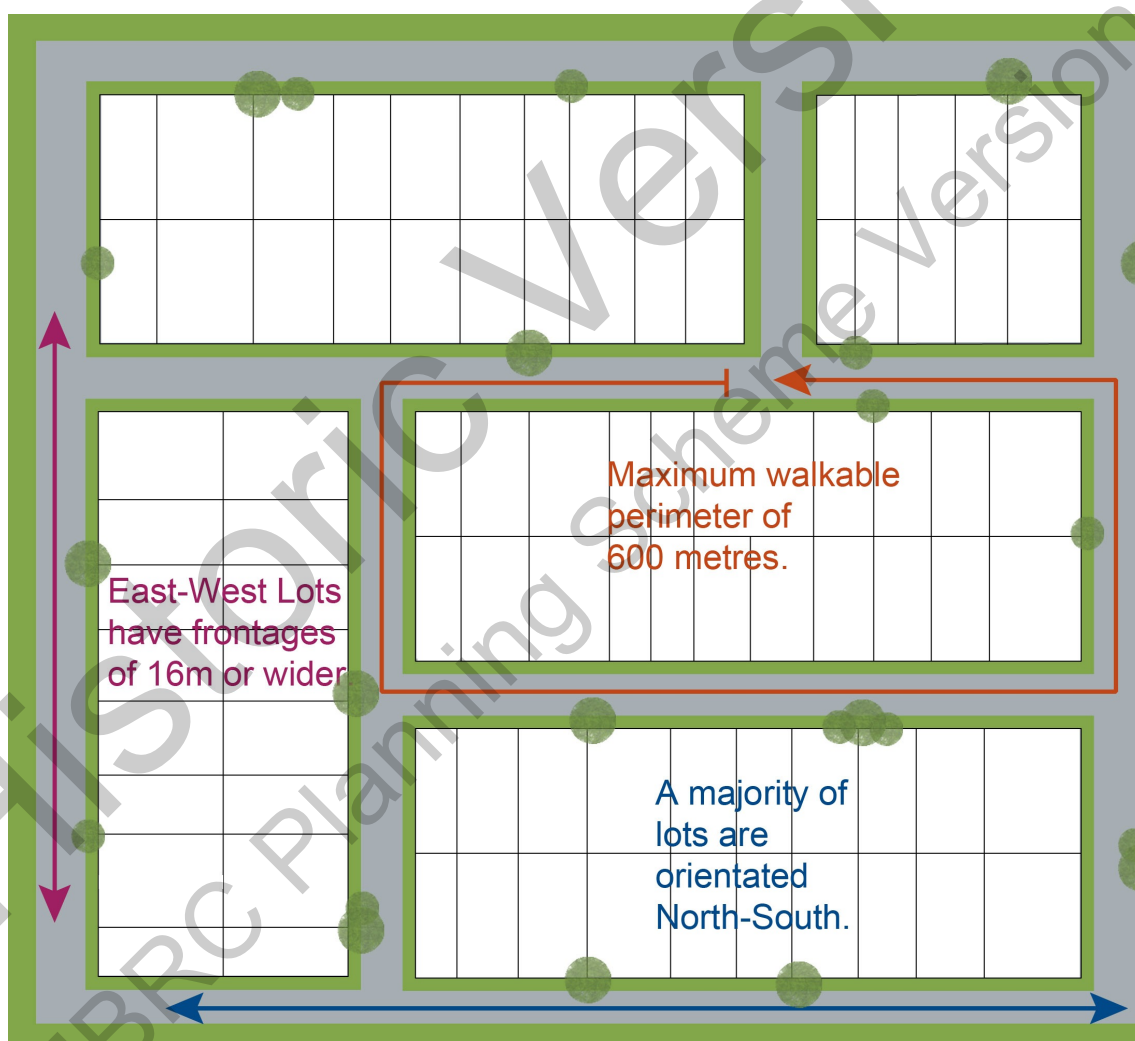 Historic Versi
MBRC Planning Scheme Version
Maximum walkable
perimeter of
600 metres.
East-West Lots
have frontages
of 16m or wider
A majority of
lots are
orientated
North-South.